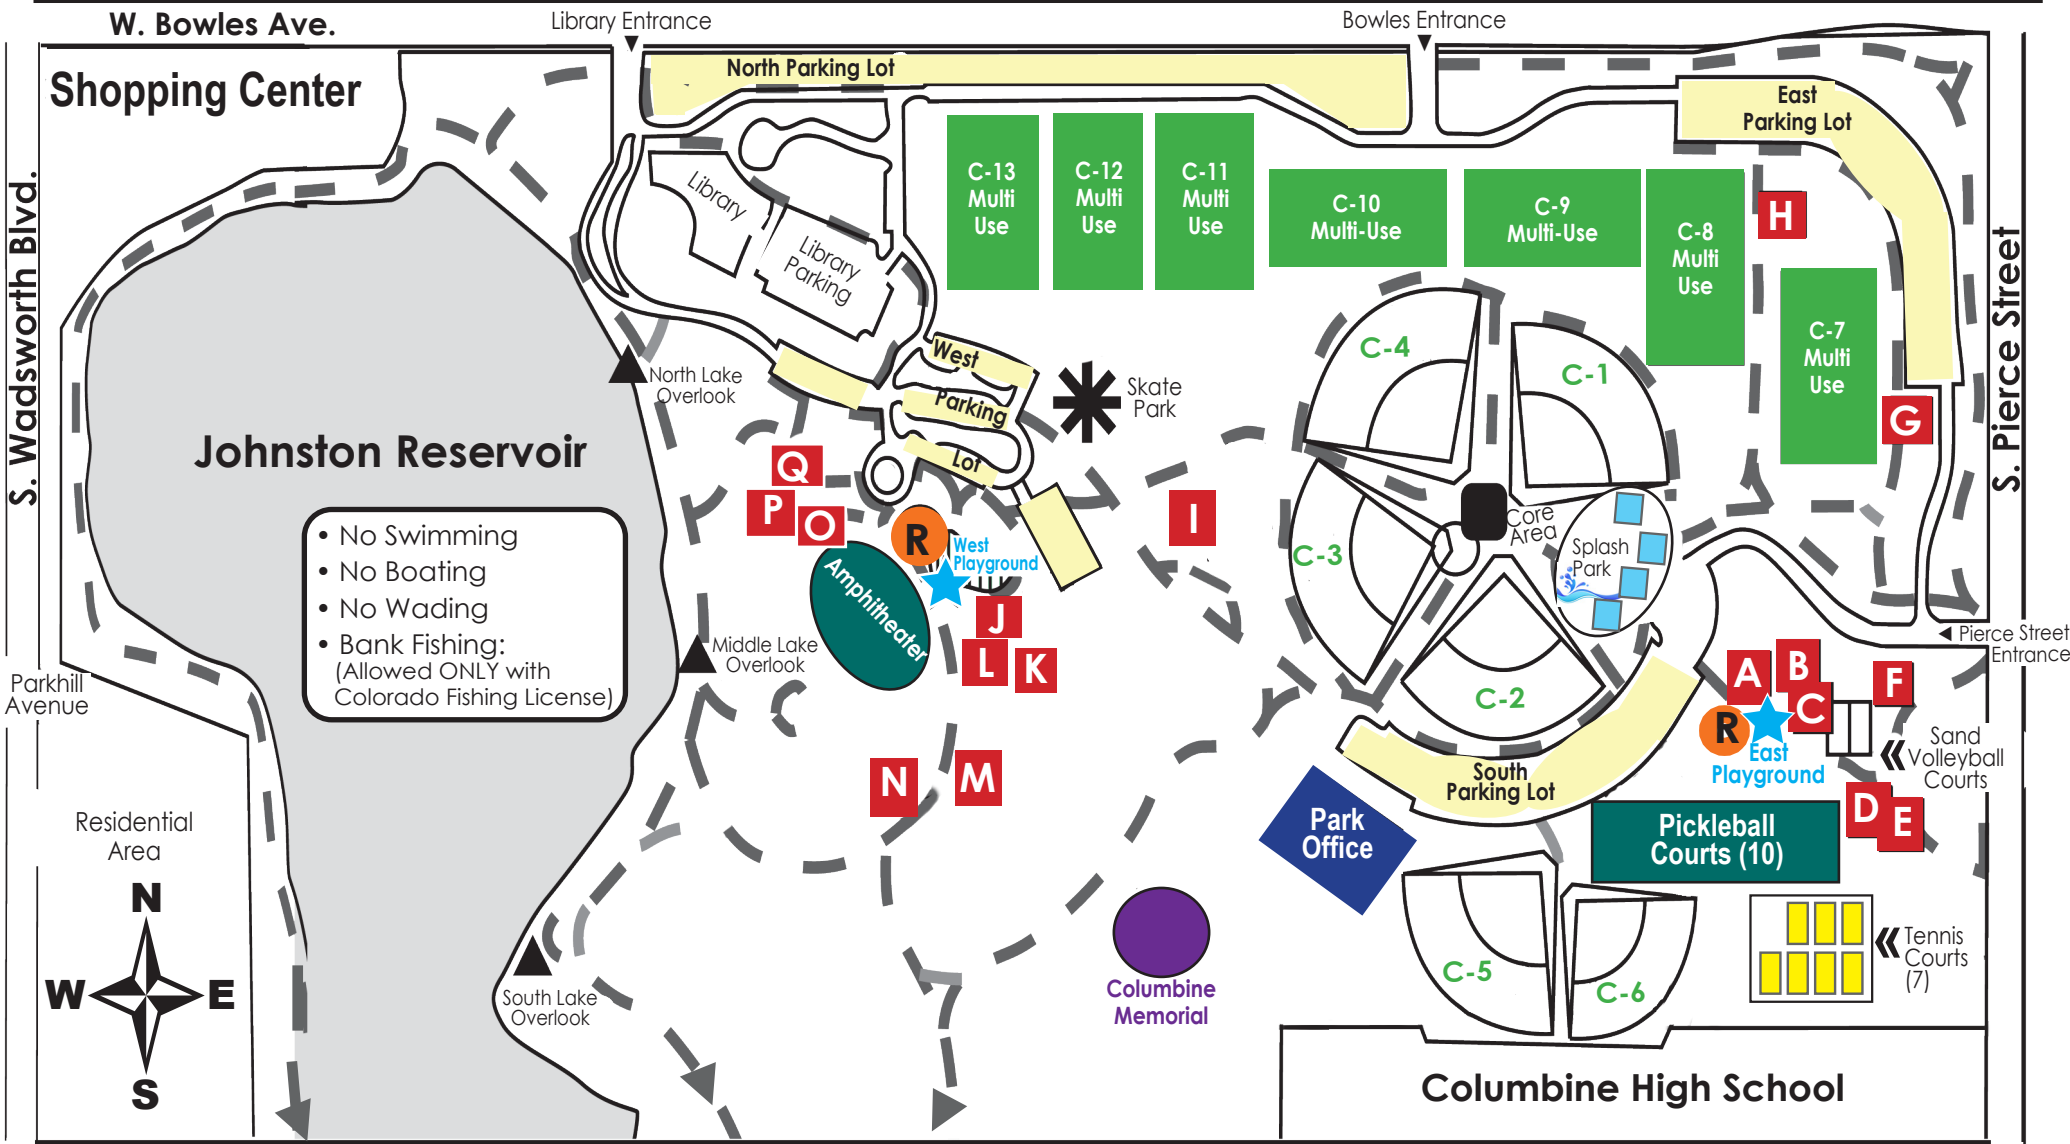 W. Bowles Ave.
Library Entrance
Bowles Entrance
Shopping Center
North Parking Lot
East
Parking Lot
S. Wadsworth Blvd.
S. Pierce Street
Library
Library
Parking
C-13
Multi
Use
C-12
Multi
Use
C-11
Multi
Use
C-10
Multi-Use
C-9
Multi-Use
C-8
Multi
Use
H
C-7
Multi
Use
G
C-4
C-1
West
Parking
Lot
Skate
Park
North Lake
Overlook
Johnston Reservoir
• No Swimming
• No Boating
• No Wading
• Bank Fishing:
(Allowed ONLY with
Colorado Fishing License)
Q
P
O
R
West
Playground
Amphitheater
I
C-3
Core
Area
Splash
Park
J
L
K
Middle Lake
Overlook
Pierce Street
Entrance
Parkhill
Avenue
C-2
A
B
C
F
R
East
Playground
Sand
Volleyball
Courts
N
M
South
Parking Lot
Park
Office
Pickleball
Courts (10)
D
E
Residential
Area
N
W
E
S
South Lake
Overlook
Columbine
Memorial
C-5
C-6
Tennis
Courts
(7)
Columbine High School